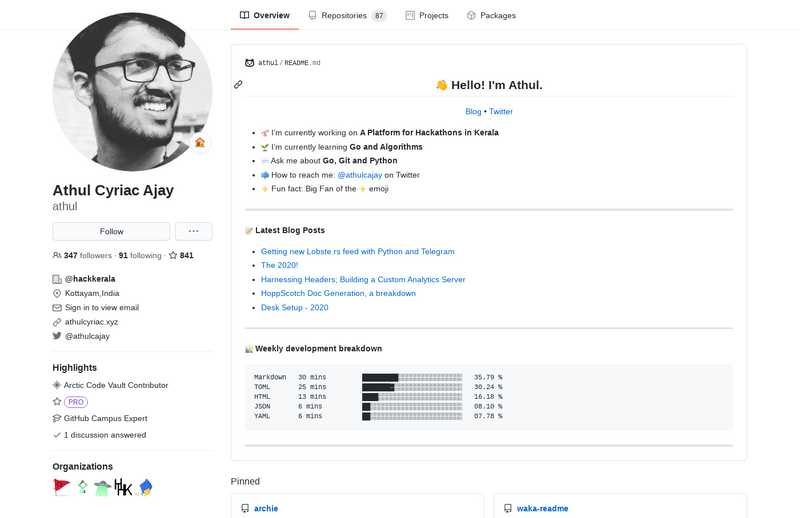 Overview
Repositories 87
Projects
Packages
athul / README.md
👋 Hello! I'm Athul.
Blog • Twitter
I'm currently working on A Platform for Hackathons in Kerala
🌱 I'm currently learning Go and Algorithms
💬 Ask me about Go, Git and Python
📫 How to reach me: @athulcajay on Twitter
⚡ Fun fact: Big Fan of the ✨ emoji
📝 Latest Blog Posts
Getting new Lobste.rs feed with Python and Telegram
The 2020!
Harnessing Headers; Building a Custom Analytics Server
HoppScotch Doc Generation, a breakdown
Desk Setup - 2020
📊 Weekly development breakdown
Markdown 30 mins 35.79 %
TOML 25 mins 30.24 %
HTML 13 mins 16.18 %
JSON 6 mins 08.10 %
YAML 6 mins 07.78 %
Pinned
archie
waka-readme
Athul Cyriac Ajay
athul
Follow
...
347 followers · 91 following · 841
@hackkerala
Kottayam,India
Sign in to view email
athulcyriac.xyz
@athulcajay
Highlights
Arctic Code Vault Contributor
PRO
GitHub Campus Expert
1 discussion answered
Organizations